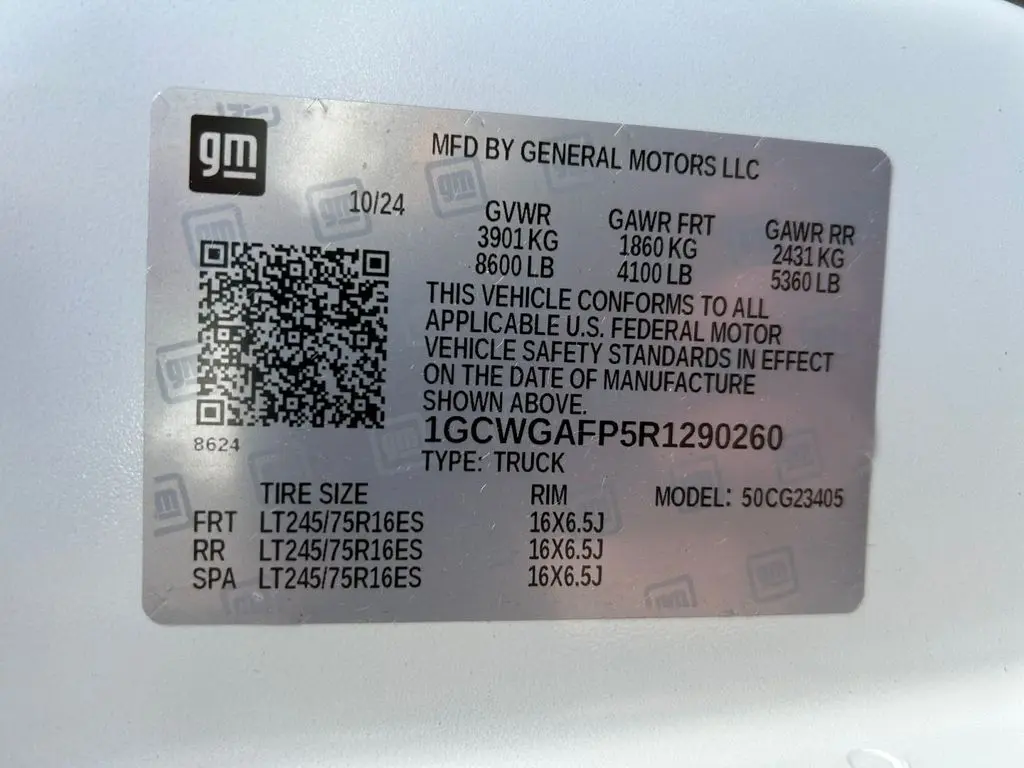 gm
MFD BY GENERAL MOTORS LLC
10/24
GVWR GAWR FRT GAWR RR
3901 KG 1860 KG 2431 KG
8600 LB 4100 LB 5360 LB
THIS VEHICLE CONFORMS TO ALL
APPLICABLE U.S. FEDERAL MOTOR
VEHICLE SAFETY STANDARDS IN EFFECT
ON THE DATE OF MANUFACTURE
SHOWN ABOVE.
8624
1GCWGAFP5R1290260
TYPE: TRUCK
TIRE SIZE RIM MODEL: 50CG23405
FRT LT245/75R16ES 16X6.5J
RR LT245/75R16ES 16X6.5J
SPA LT245/75R16ES 16X6.5J